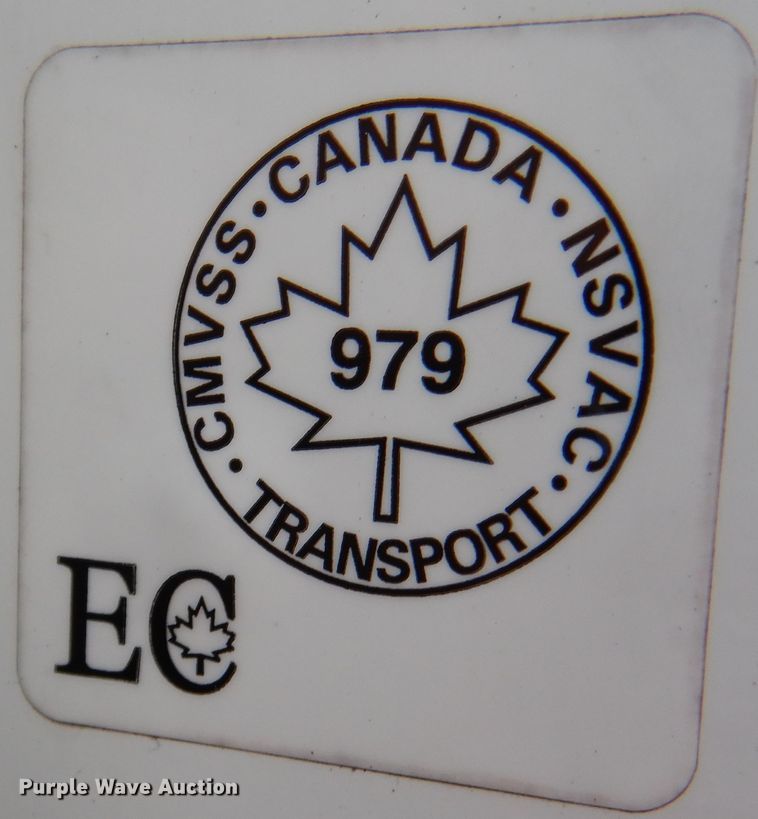 CANADA • NSVAC • TRANSPORT • CMVSS •
979
EC
Purple Wave Auction